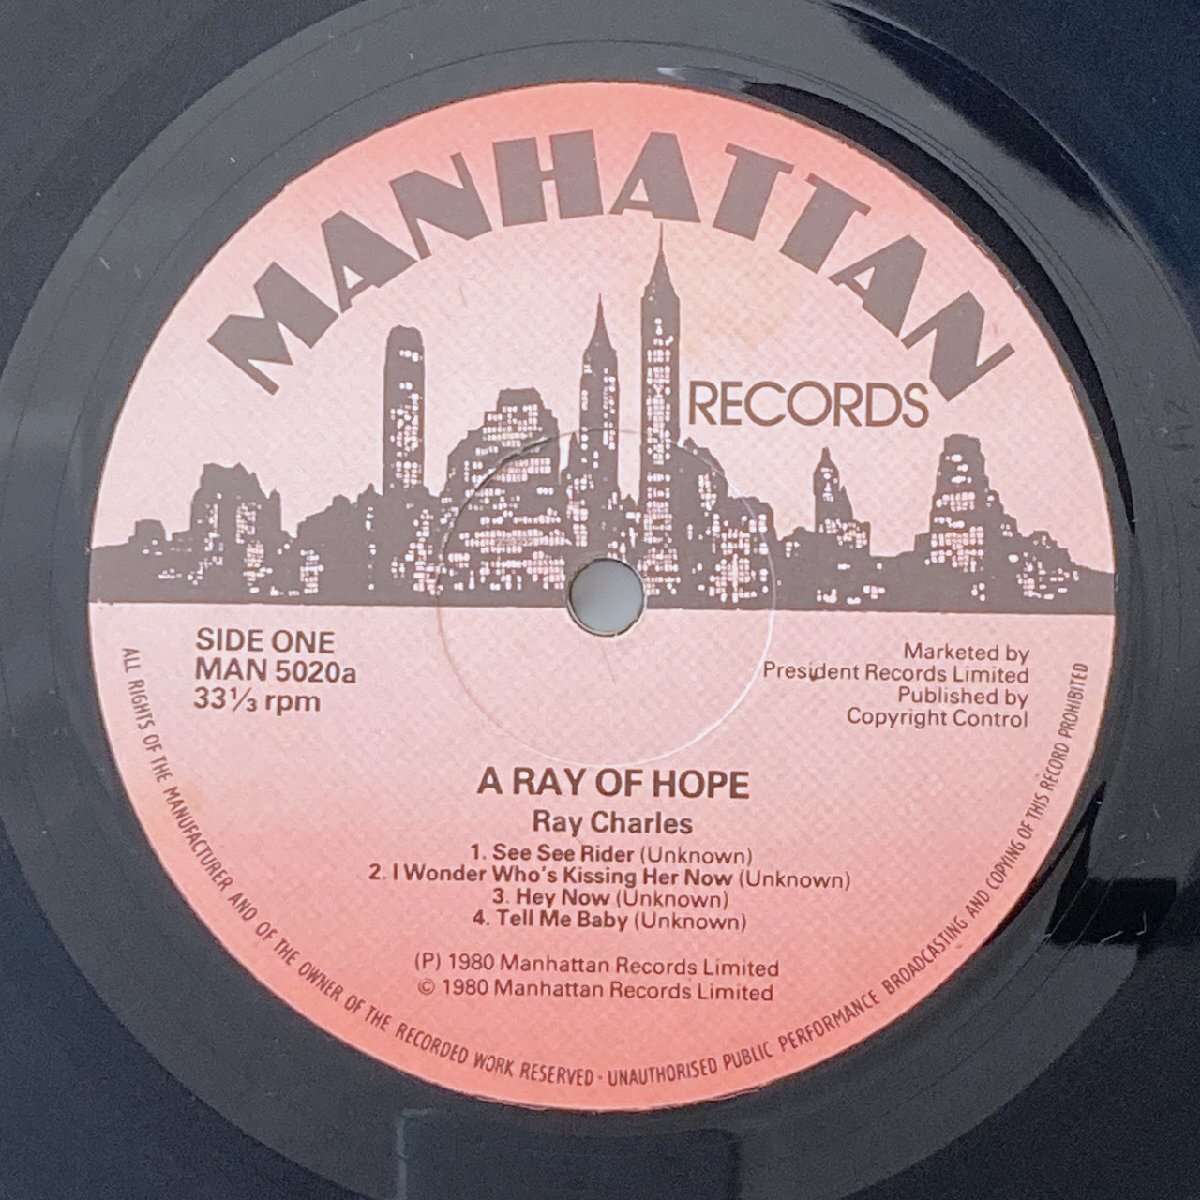 MANHATTAN
RECORDS
SIDE ONE
MAN 5020a
33⅓ rpm
Marketed by
President Records Limited
Published by
Copyright Control
A RAY OF HOPE
Ray Charles
1. See See Rider (Unknown)
2. I Wonder Who's Kissing Her Now (Unknown)
3. Hey Now (Unknown)
4. Tell Me Baby (Unknown)
(P) 1980 Manhattan Records Limited
© 1980 Manhattan Records Limited
ALL RIGHTS OF THE MANUFACTURER AND OF THE OWNER OF THE RECORDED WORK RESERVED · UNAUTHORISED PUBLIC PERFORMANCE BROADCASTING AND COPYING OF THIS RECORD PROHIBITED